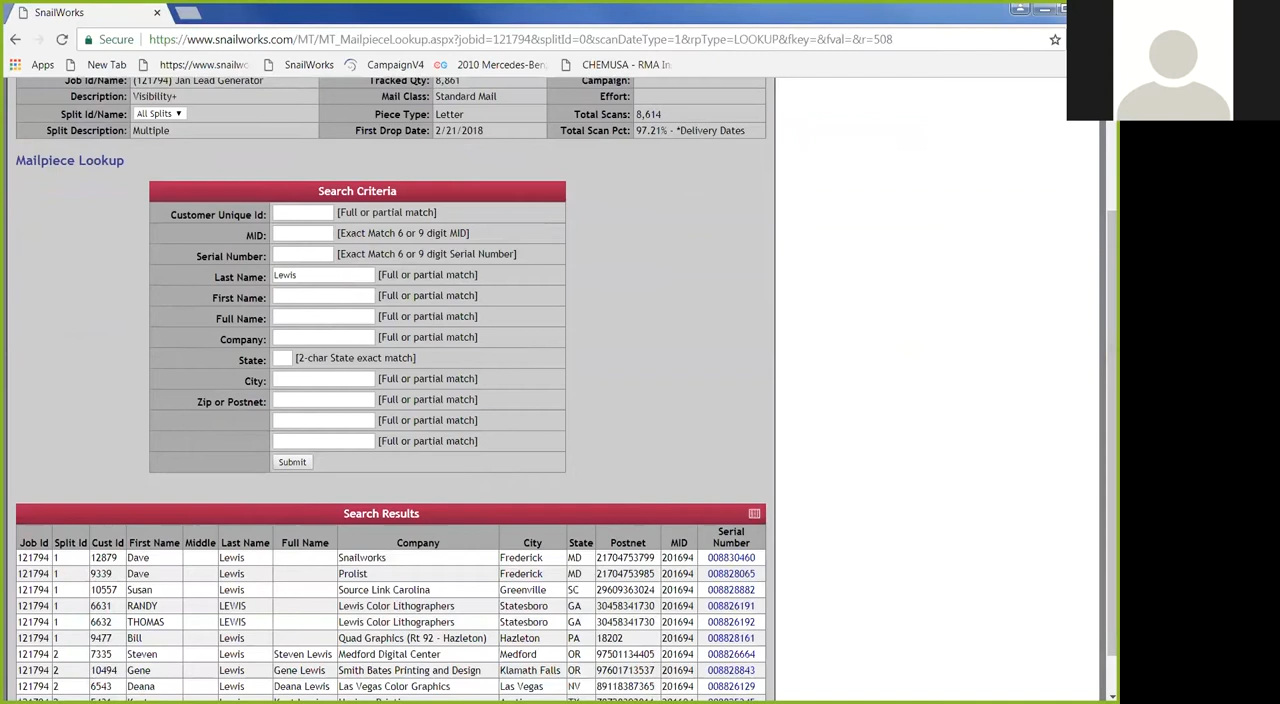 SnailWorks
Secure https://www.snailworks.com/MT/MT_MailpieceLookup.aspx?jobid=121794&splitId=0&scanDateType=1&rpType=LOOKUP&fkey=&fval=&r=508
Apps New Tab https://www.snailwo SnailWorks CampaignV4 2010 Mercedes-Ben CHEMUSA - RMA In
Job Id/Name: (121794) Jan Lead Generator Tracked Qty: 8,861 Campaign:
Description: Visibility+ Mail Class: Standard Mail Effort:
Split Id/Name: All Splits ▼ Piece Type: Letter Total Scans: 8,614
Split Description: Multiple First Drop Date: 2/21/2018 Total Scan Pct: 97.21% - *Delivery Dates
Mailpiece Lookup
Search Criteria
Customer Unique Id: [Full or partial match]
MID: [Exact Match 6 or 9 digit MID]
Serial Number: [Exact Match 6 or 9 digit Serial Number]
Last Name: Lewis [Full or partial match]
First Name: [Full or partial match]
Full Name: [Full or partial match]
Company: [Full or partial match]
State: [2-char State exact match]
City: [Full or partial match]
Zip or Postnet: [Full or partial match]
[Full or partial match]
[Full or partial match]
Submit
Search Results
Job Id Split Id Cust Id First Name Middle Last Name Full Name Company City State Postnet MID Serial Number
121794 1 12879 Dave Lewis Snailworks Frederick MD 21704753799 201694 008830460
121794 1 9339 Dave Lewis Prolist Frederick MD 21704753985 201694 008828065
121794 1 10557 Susan Lewis Source Link Carolina Greenville SC 29609363024 201694 008828882
121794 1 6631 RANDY LEWIS Lewis Color Lithographers Statesboro GA 30458341730 201694 008826191
121794 1 6632 THOMAS LEWIS Lewis Color Lithographers Statesboro GA 30458341730 201694 008826192
121794 1 9477 Bill Lewis Quad Graphics (Rt 92 - Hazleton) Hazleton PA 18202 201694 008828161
121794 2 7335 Steven Lewis Steven Lewis Medford Digital Center Medford OR 97501134405 201694 008826664
121794 2 10494 Gene Lewis Gene Lewis Smith Bates Printing and Design Klamath Falls OR 97601713537 201694 008828843
121794 2 6543 Deana Lewis Deana Lewis Las Vegas Color Graphics Las Vegas NV 89118387365 201694 008826129